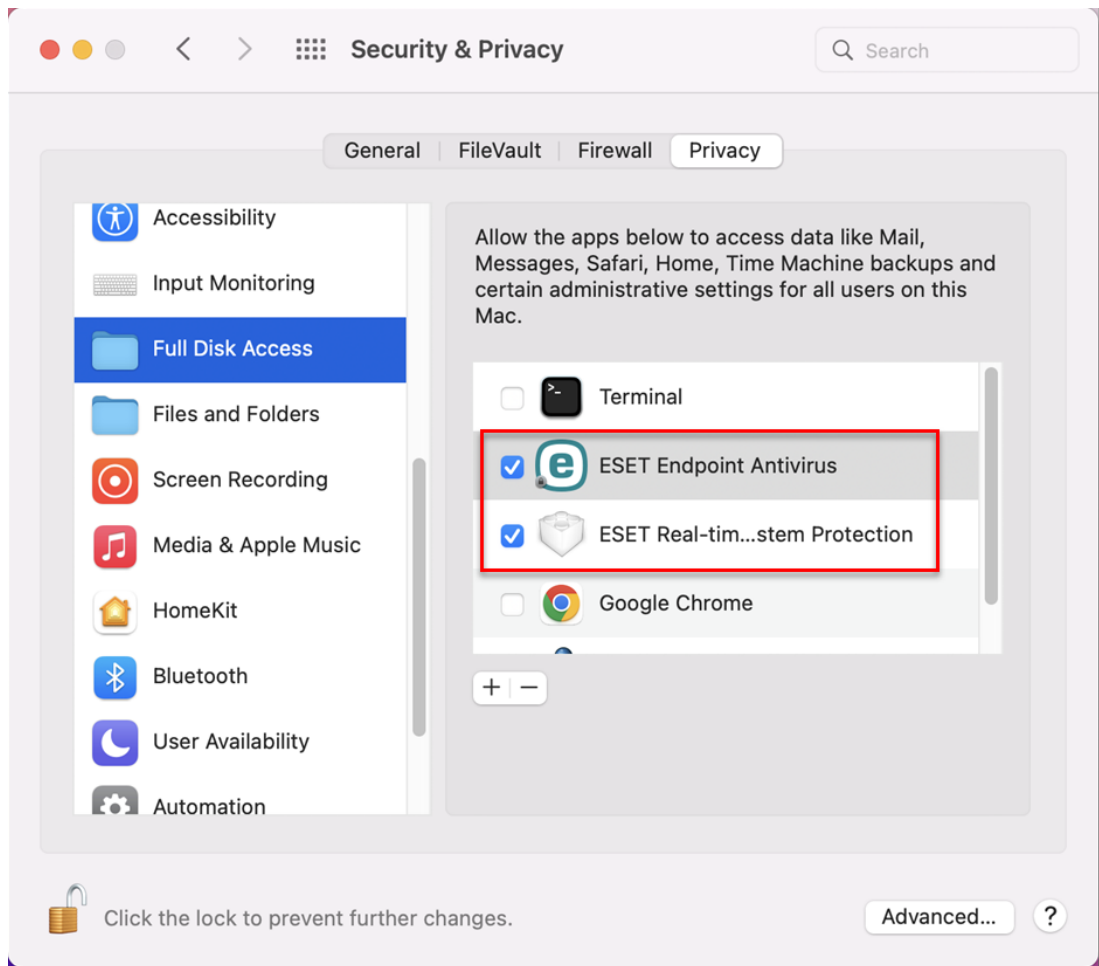 Security & Privacy
Search
General
FileVault
Firewall
Privacy
Accessibility
Input Monitoring
Full Disk Access
Files and Folders
Screen Recording
Media & Apple Music
HomeKit
Bluetooth
User Availability
Automation
Allow the apps below to access data like Mail,
Messages, Safari, Home, Time Machine backups and
certain administrative settings for all users on this
Mac.
Terminal
ESET Endpoint Antivirus
ESET Real-tim...stem Protection
Google Chrome
+ −
Click the lock to prevent further changes.
Advanced...
?